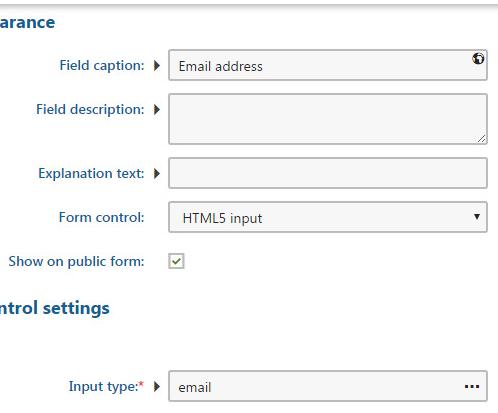 arance
Field caption: Email address
Field description:
Explanation text:
Form control: HTML5 input
Show on public form:
ntrol settings
Input type:* email ...